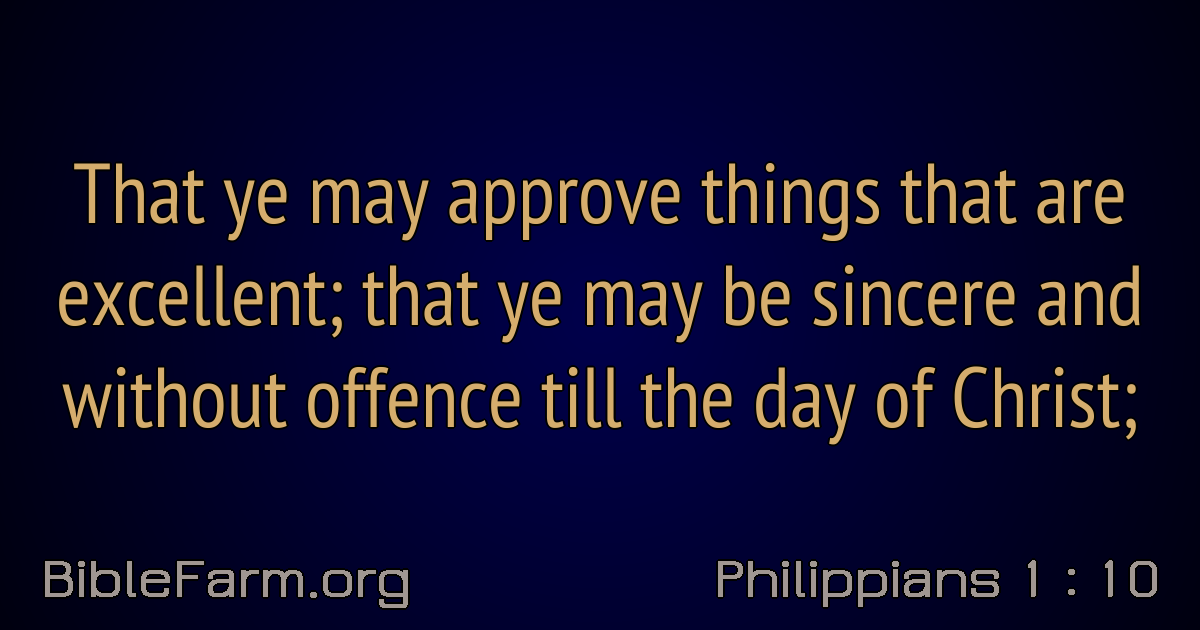 That ye may approve things that are
excellent; that ye may be sincere and
without offence till the day of Christ;
BibleFarm.org
Philippians 1 : 10